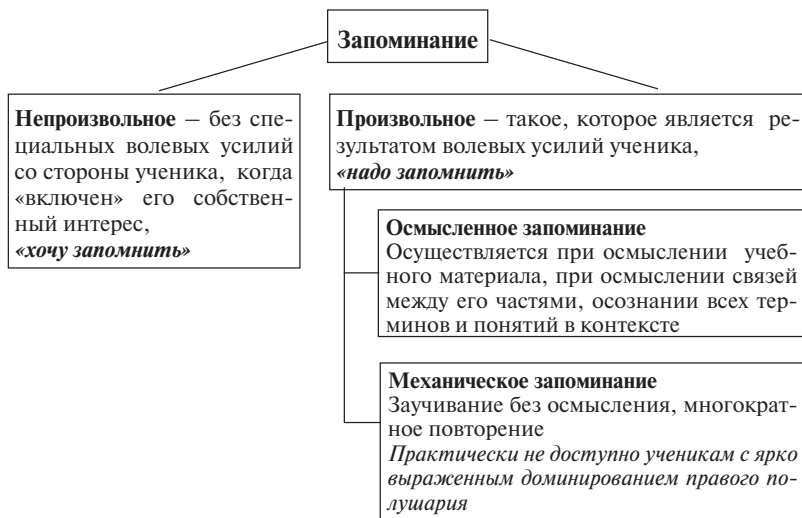 Запоминание
Непроизвольное – без спе-
циальных волевых усилий
со стороны ученика, когда
«включен» его собствен-
ный интерес,
«хочу запомнить»
Произвольное – такое, которое является ре-
зультатом волевых усилий ученика,
«надо запомнить»
Осмысленное запоминание
Осуществляется при осмыслении учеб-
ного материала, при осмыслении связей
между его частями, осознании всех тер-
минов и понятий в контексте
Механическое запоминание
Заучивание без осмысления, многократ-
ное повторение
Практически не доступно ученикам с ярко
выраженным доминированием правого по-
лушария